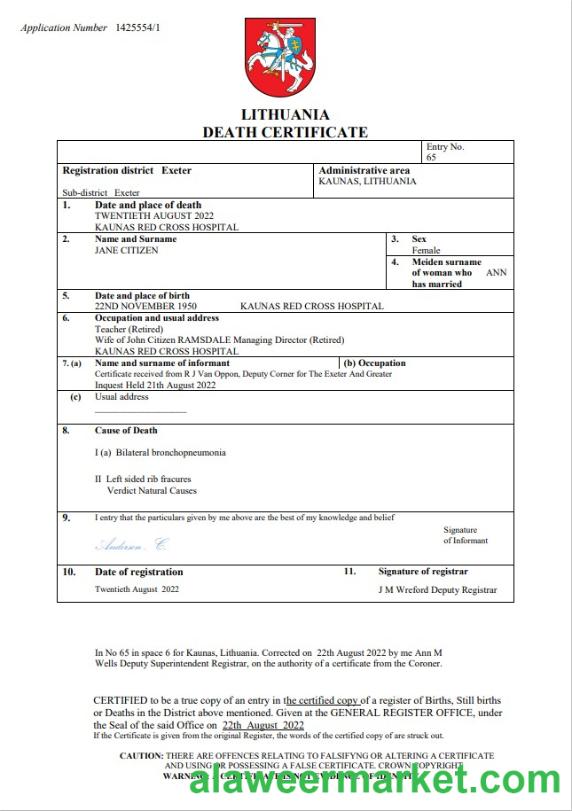 Application Number 1425554/1
LITHUANIA
DEATH CERTIFICATE
Entry No.
65
Registration district Exeter
Administrative area
KAUNAS, LITHUANIA
Sub-district Exeter
1. Date and place of death
TWENTIETH AUGUST 2022
KAUNAS RED CROSS HOSPITAL
2. Name and Surname
JANE CITIZEN
3. Sex
Female
4. Meiden surname
of woman who ANN
has married
5. Date and place of birth
22ND NOVEMBER 1950 KAUNAS RED CROSS HOSPITAL
6. Occupation and usual address
Teacher (Retired)
Wife of John Citizen RAMSDALE Managing Director (Retired)
KAUNAS RED CROSS HOSPITAL
7. (a) Name and surname of informant (b) Occupation
Certificate received from R J Van Oppon, Deputy Corner for The Exeter And Greater
Inquest Held 21th August 2022
(c) Usual address
8. Cause of Death
I (a) Bilateral bronchopneumonia
II Left sided rib fracures
Verdict Natural Causes
9. I entry that the particulars given by me above are the best of my knowledge and belief
Anderson . C.
Signature
of Informant
10. Date of registration 11. Signature of registrar
Twentieth August 2022 J M Wreford Deputy Registrar
In No 65 in space 6 for Kaunas, Lithuania. Corrected on 22th August 2022 by me Ann M
Wells Deputy Superintendent Registrar, on the authority of a certificate from the Coroner.
CERTIFIED to be a true copy of an entry in the certified copy of a register of Births, Still births
or Deaths in the District above mentioned. Given at the GENERAL REGISTER OFFICE, under
the Seal of the said Office on 22th August 2022
If the Certificate is given from the original Register, the words of the certified copy of are struck out.
CAUTION: THERE ARE OFFENCES RELATING TO FALSIFYNG OR ALTERING A CERTIFICATE
AND USING OR POSSESSING A FALSE CERTIFICATE. CROWN COPYRIGHT
WARNING: A CERTIFICATE IS NOT EVIDENCE OF IDENTITY
alaweermarket.com